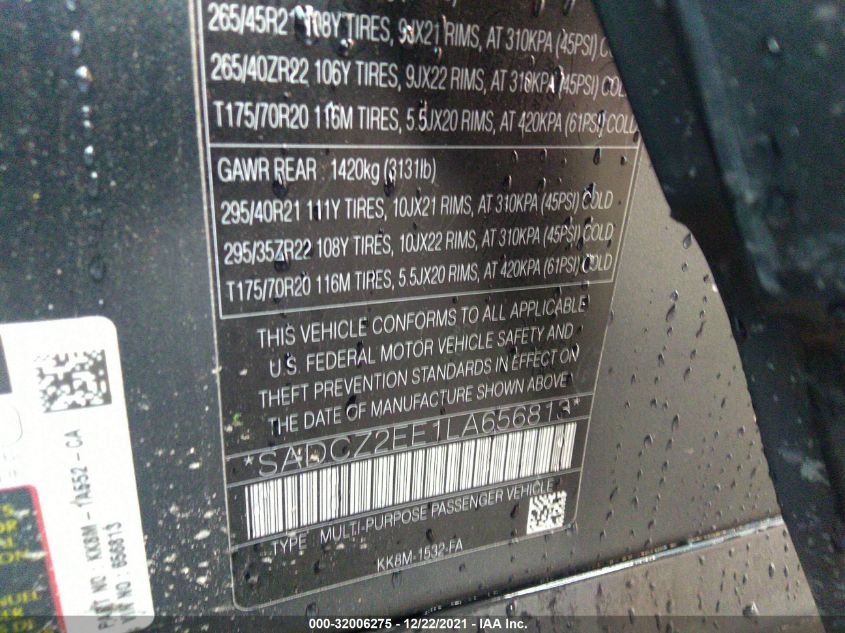 265/45R21 108Y TIRES, 9JX21 RIMS, AT 310KPA (45PSI)
265/40ZR22 106Y TIRES, 9JX22 RIMS, AT 310KPA (45PSI) COLD
T175/70R20 116M TIRES, 5.5JX20 RIMS, AT 420KPA (61PSI) COLD
GAWR REAR : 1420kg (3131lb)
295/40R21 111Y TIRES, 10JX21 RIMS, AT 310KPA (45PSI) COLD
295/35ZR22 108Y TIRES, 10JX22 RIMS, AT 310KPA (45PSI) COLD
T175/70R20 116M TIRES, 5.5JX20 RIMS, AT 420KPA (61PSI) COLD
THIS VEHICLE CONFORMS TO ALL APPLICABLE
U.S. FEDERAL MOTOR VEHICLE SAFETY AND
THEFT PREVENTION STANDARDS IN EFFECT ON
THE DATE OF MANUFACTURE SHOWN ABOVE
*SADCZ2EE1LA656813*
TYPE MULTI-PURPOSE PASSENGER VEHICLE
KK8M-1532-FA
PART NO : KK8M - 1A652 - CA
VIN NO : 656813
000-32006275 - 12/22/2021 - IAA Inc.